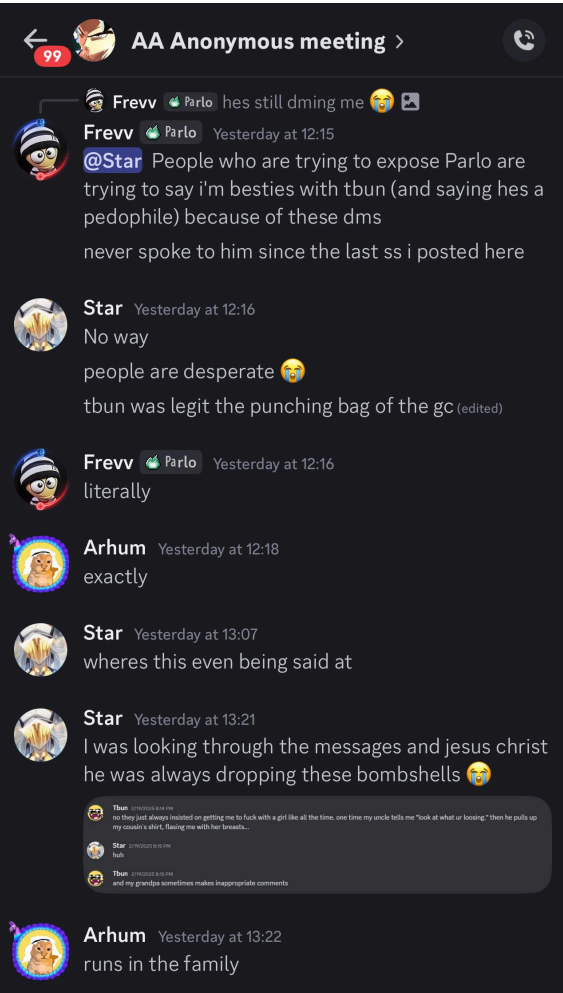 99
AA Anonymous meeting
Frevv Parlo hes still dming me 😭
Frevv Parlo Yesterday at 12:15
@Star People who are trying to expose Parlo are
trying to say i'm besties with tbun (and saying hes a
pedophile) because of these dms
never spoke to him since the last ss i posted here
Star Yesterday at 12:16
No way
people are desperate 😭
tbun was legit the punching bag of the gc (edited)
Frevv Parlo Yesterday at 12:16
literally
Arhum Yesterday at 12:18
exactly
Star Yesterday at 13:07
wheres this even being said at
Star Yesterday at 13:21
I was looking through the messages and jesus christ
he was always dropping these bombshells 😭
Tbun 2/19/2025 8:14 PM
no they just always insisted on getting me to fuck with a girl like all the time. one time my uncle tells me "look at what ur loosing." then he pulls up
my cousin's shirt, flasing me with her breasts...
Star 2/19/2025 8:15 PM
huh
Tbun 2/19/2025 8:15 PM
and my grandpa sometimes makes inappropriate comments
Arhum Yesterday at 13:22
runs in the family